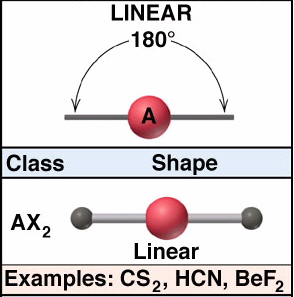 LINEAR
180°
A
Class Shape
AX₂
Linear
Examples: CS₂, HCN, BeF₂